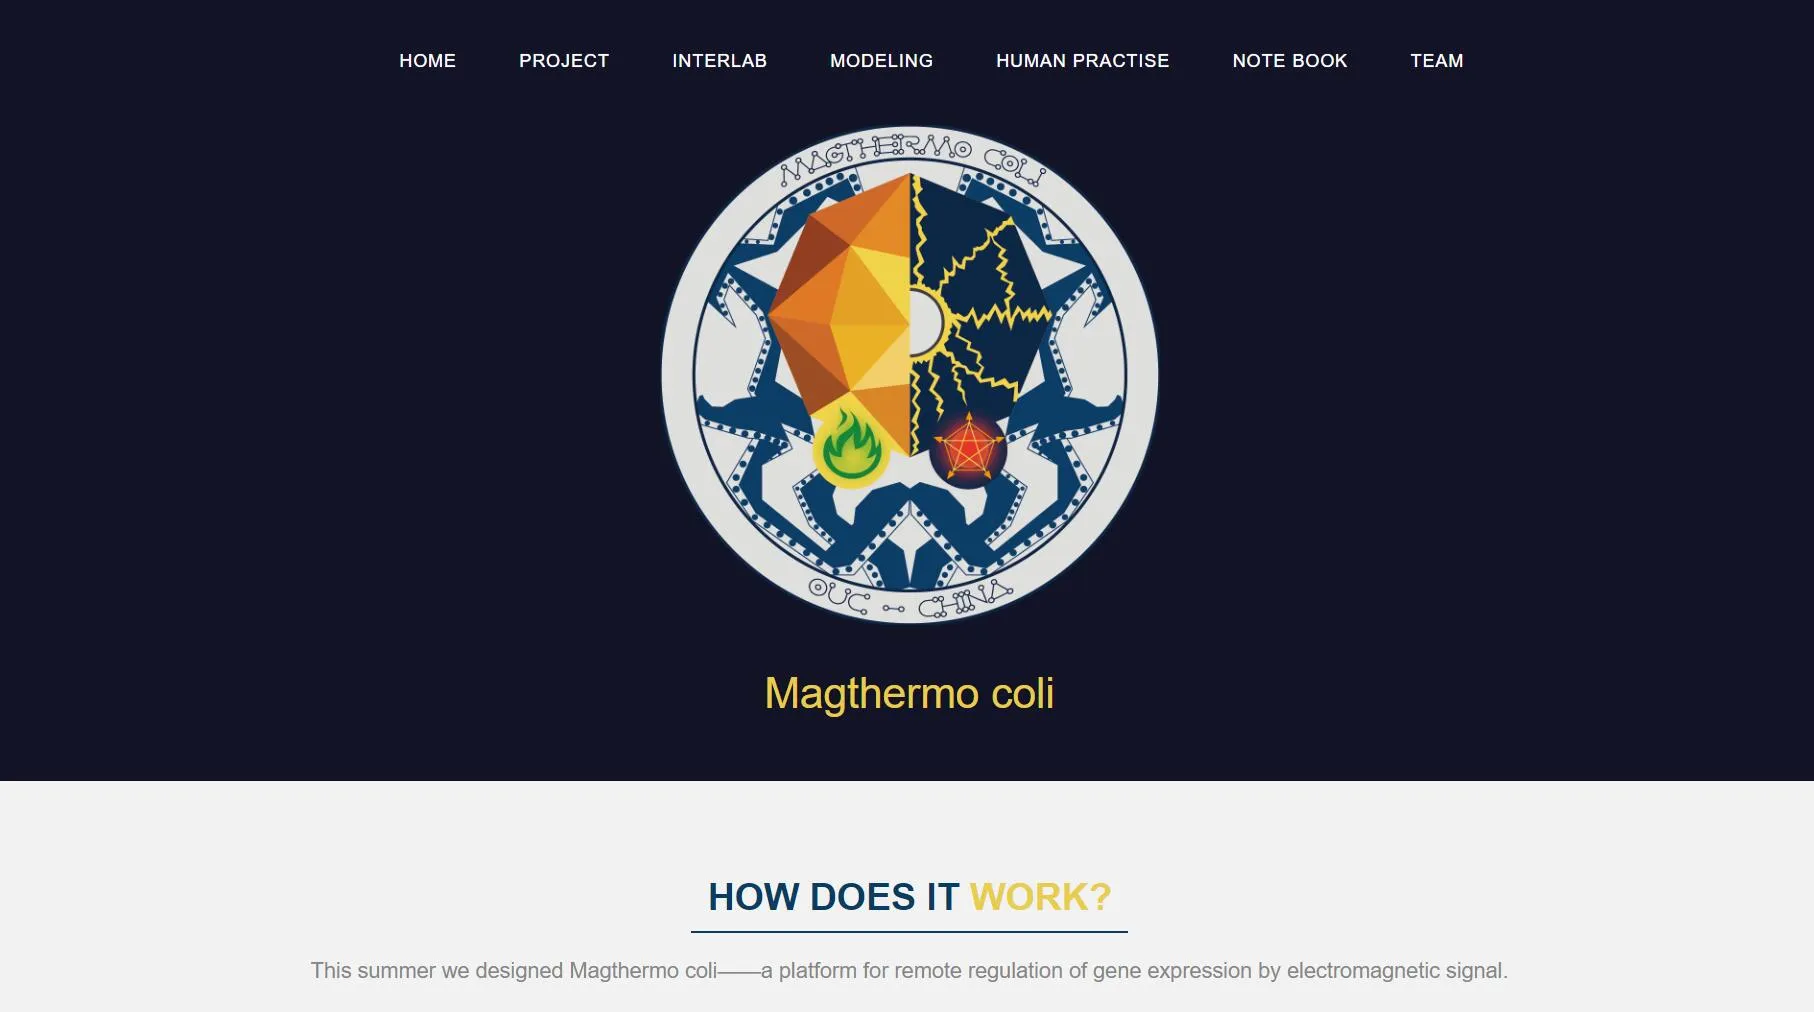 HOME PROJECT INTERLAB MODELING HUMAN PRACTISE NOTE BOOK TEAM
MAGTHERMO COLI
OUC - CHINA
Magthermo coli
HOW DOES IT WORK?
This summer we designed Magthermo coli——a platform for remote regulation of gene expression by electromagnetic signal.